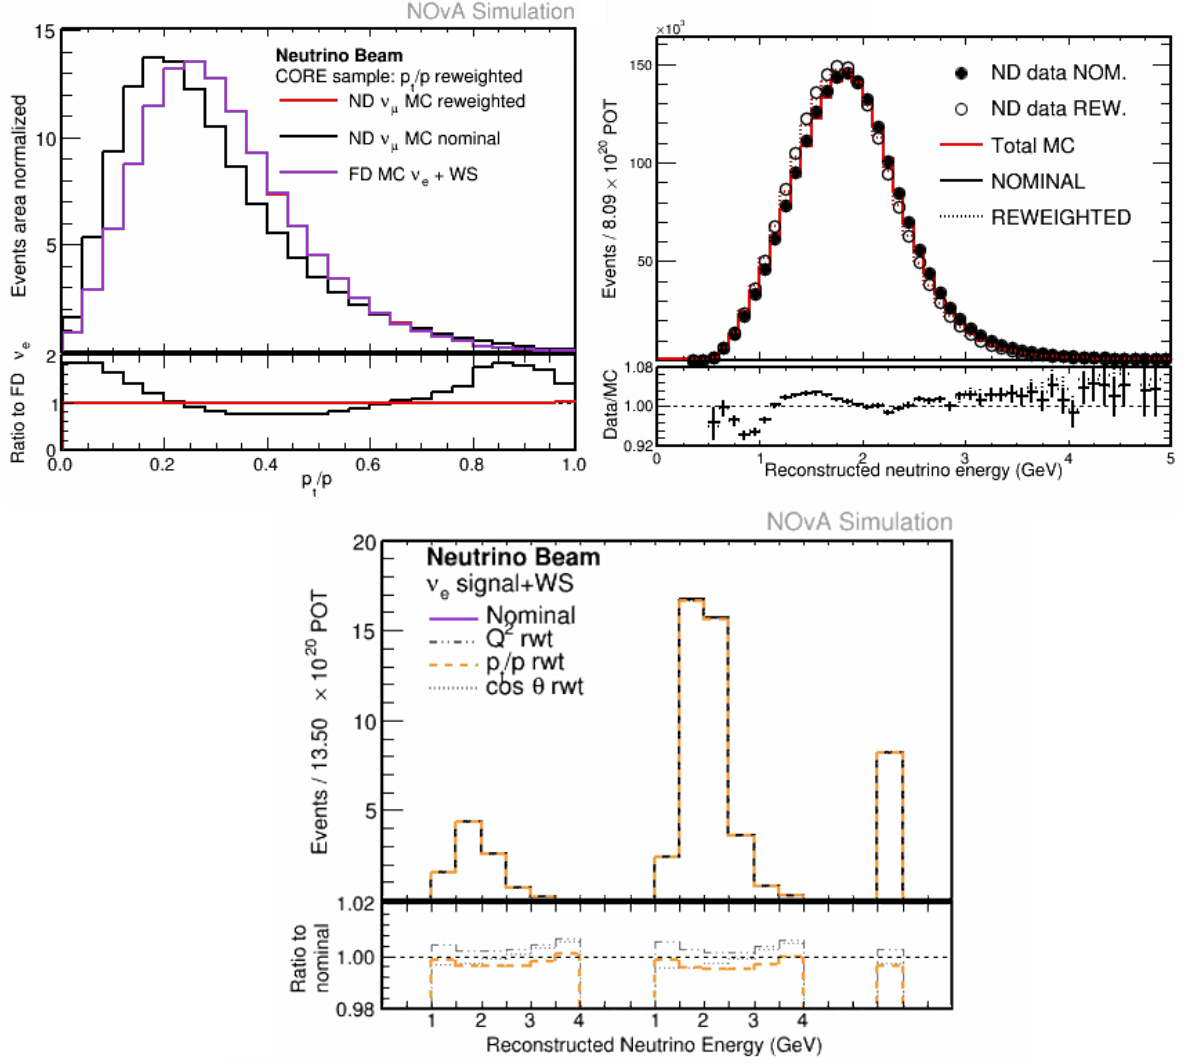 NOvA Simulation
Neutrino Beam
CORE sample: pt/p reweighted
ND νμ MC reweighted
ND νμ MC nominal
FD MC νe + WS
Events area normalized
15
10
5
Ratio to FD νe
2
1
0
0.0 0.2 0.4 0.6 0.8 1.0
pt/p
×10³
ND data NOM.
ND data REW.
Total MC
NOMINAL
REWEIGHTED
Events / 8.09 × 10²⁰ POT
150
100
50
Data/MC
1.08
1.00
0.92
0 1 2 3 4 5
Reconstructed neutrino energy (GeV)
NOvA Simulation
Neutrino Beam
νe signal+WS
Nominal
Q² rwt
pt/p rwt
cos θ rwt
Events / 13.50 × 10²⁰ POT
20
15
10
5
Ratio to
nominal
1.02
1.00
0.98
1 2 3 4 1 2 3 4
Reconstructed Neutrino Energy (GeV)